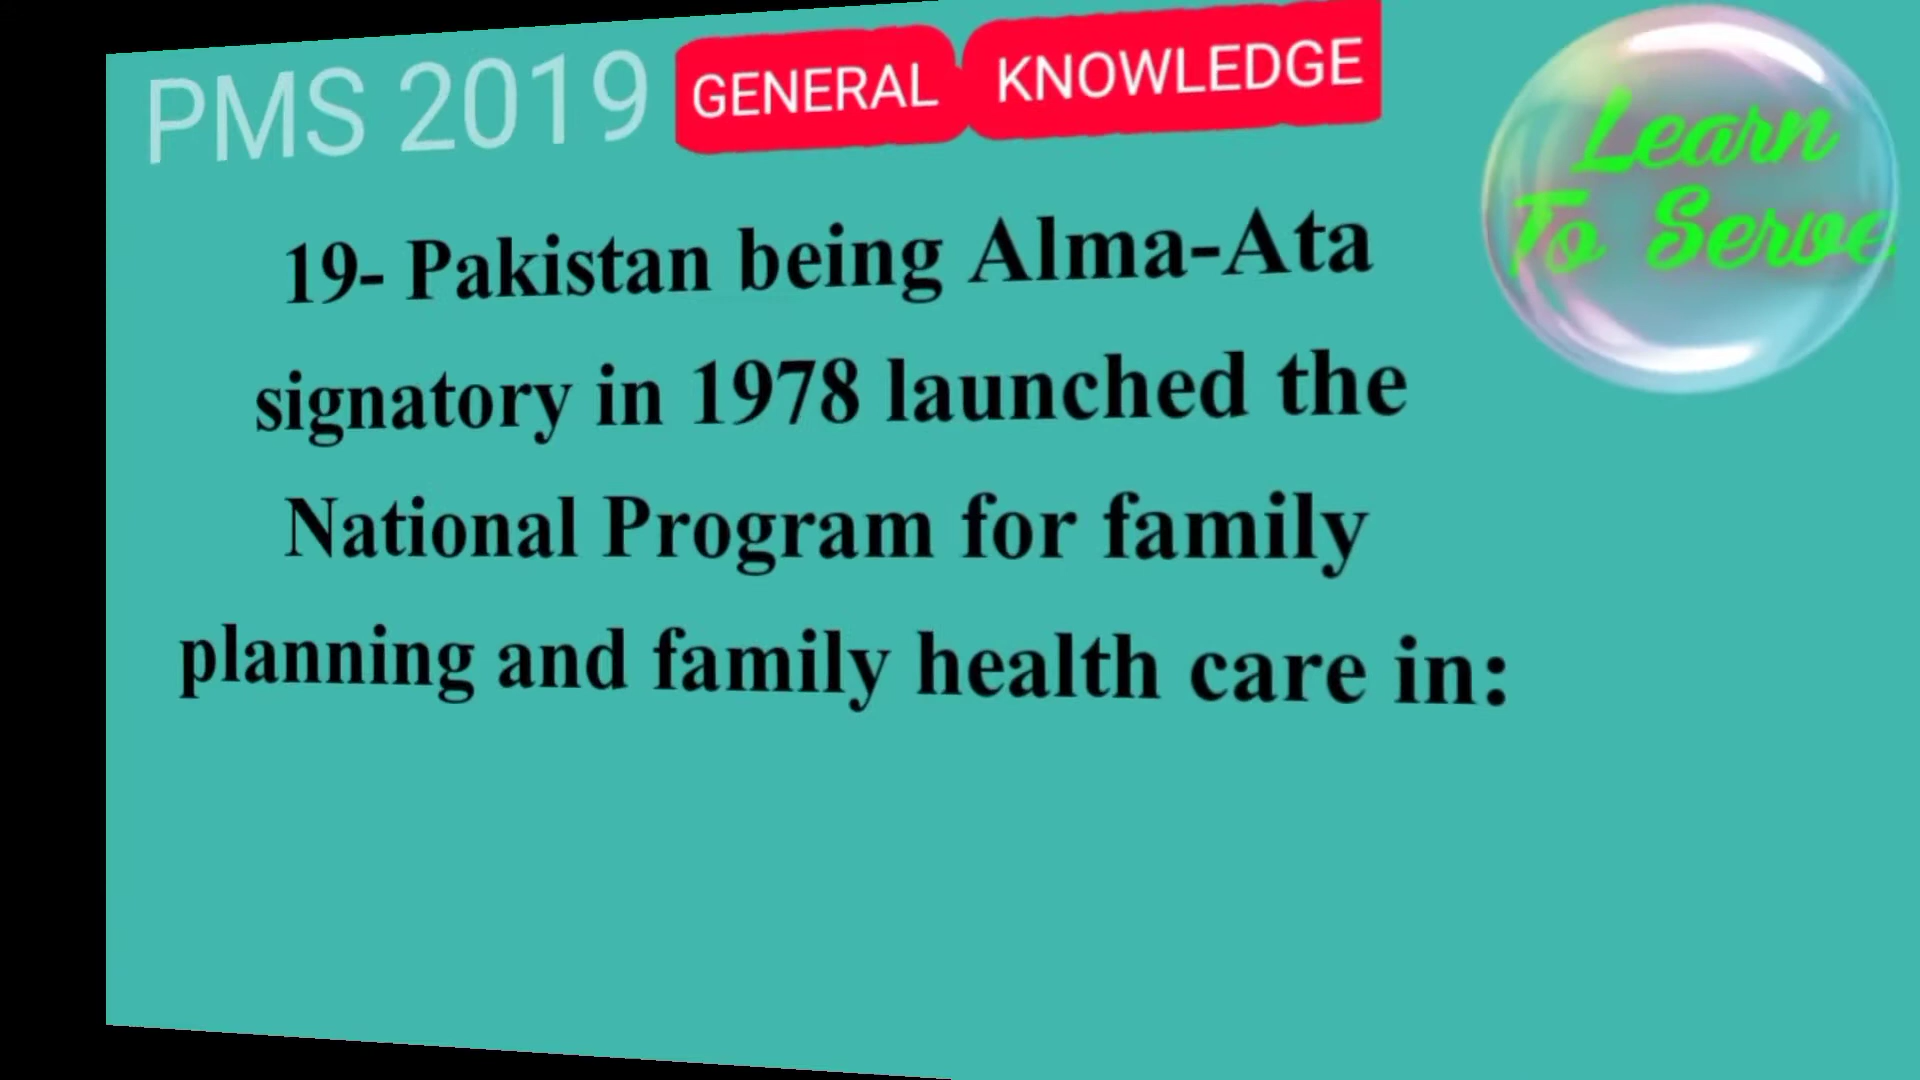 PMS 2019 GENERAL KNOWLEDGE
Learn
To Serve
19- Pakistan being Alma-Ata
signatory in 1978 launched the
National Program for family
planning and family health care in: